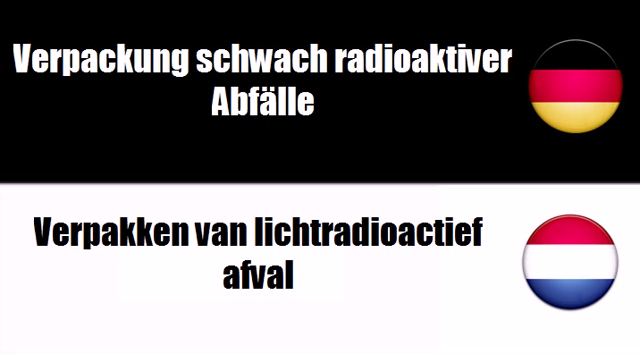 Verpackung schwach radioaktiver
Abfälle
Verpakken van lichtradioactief
afval